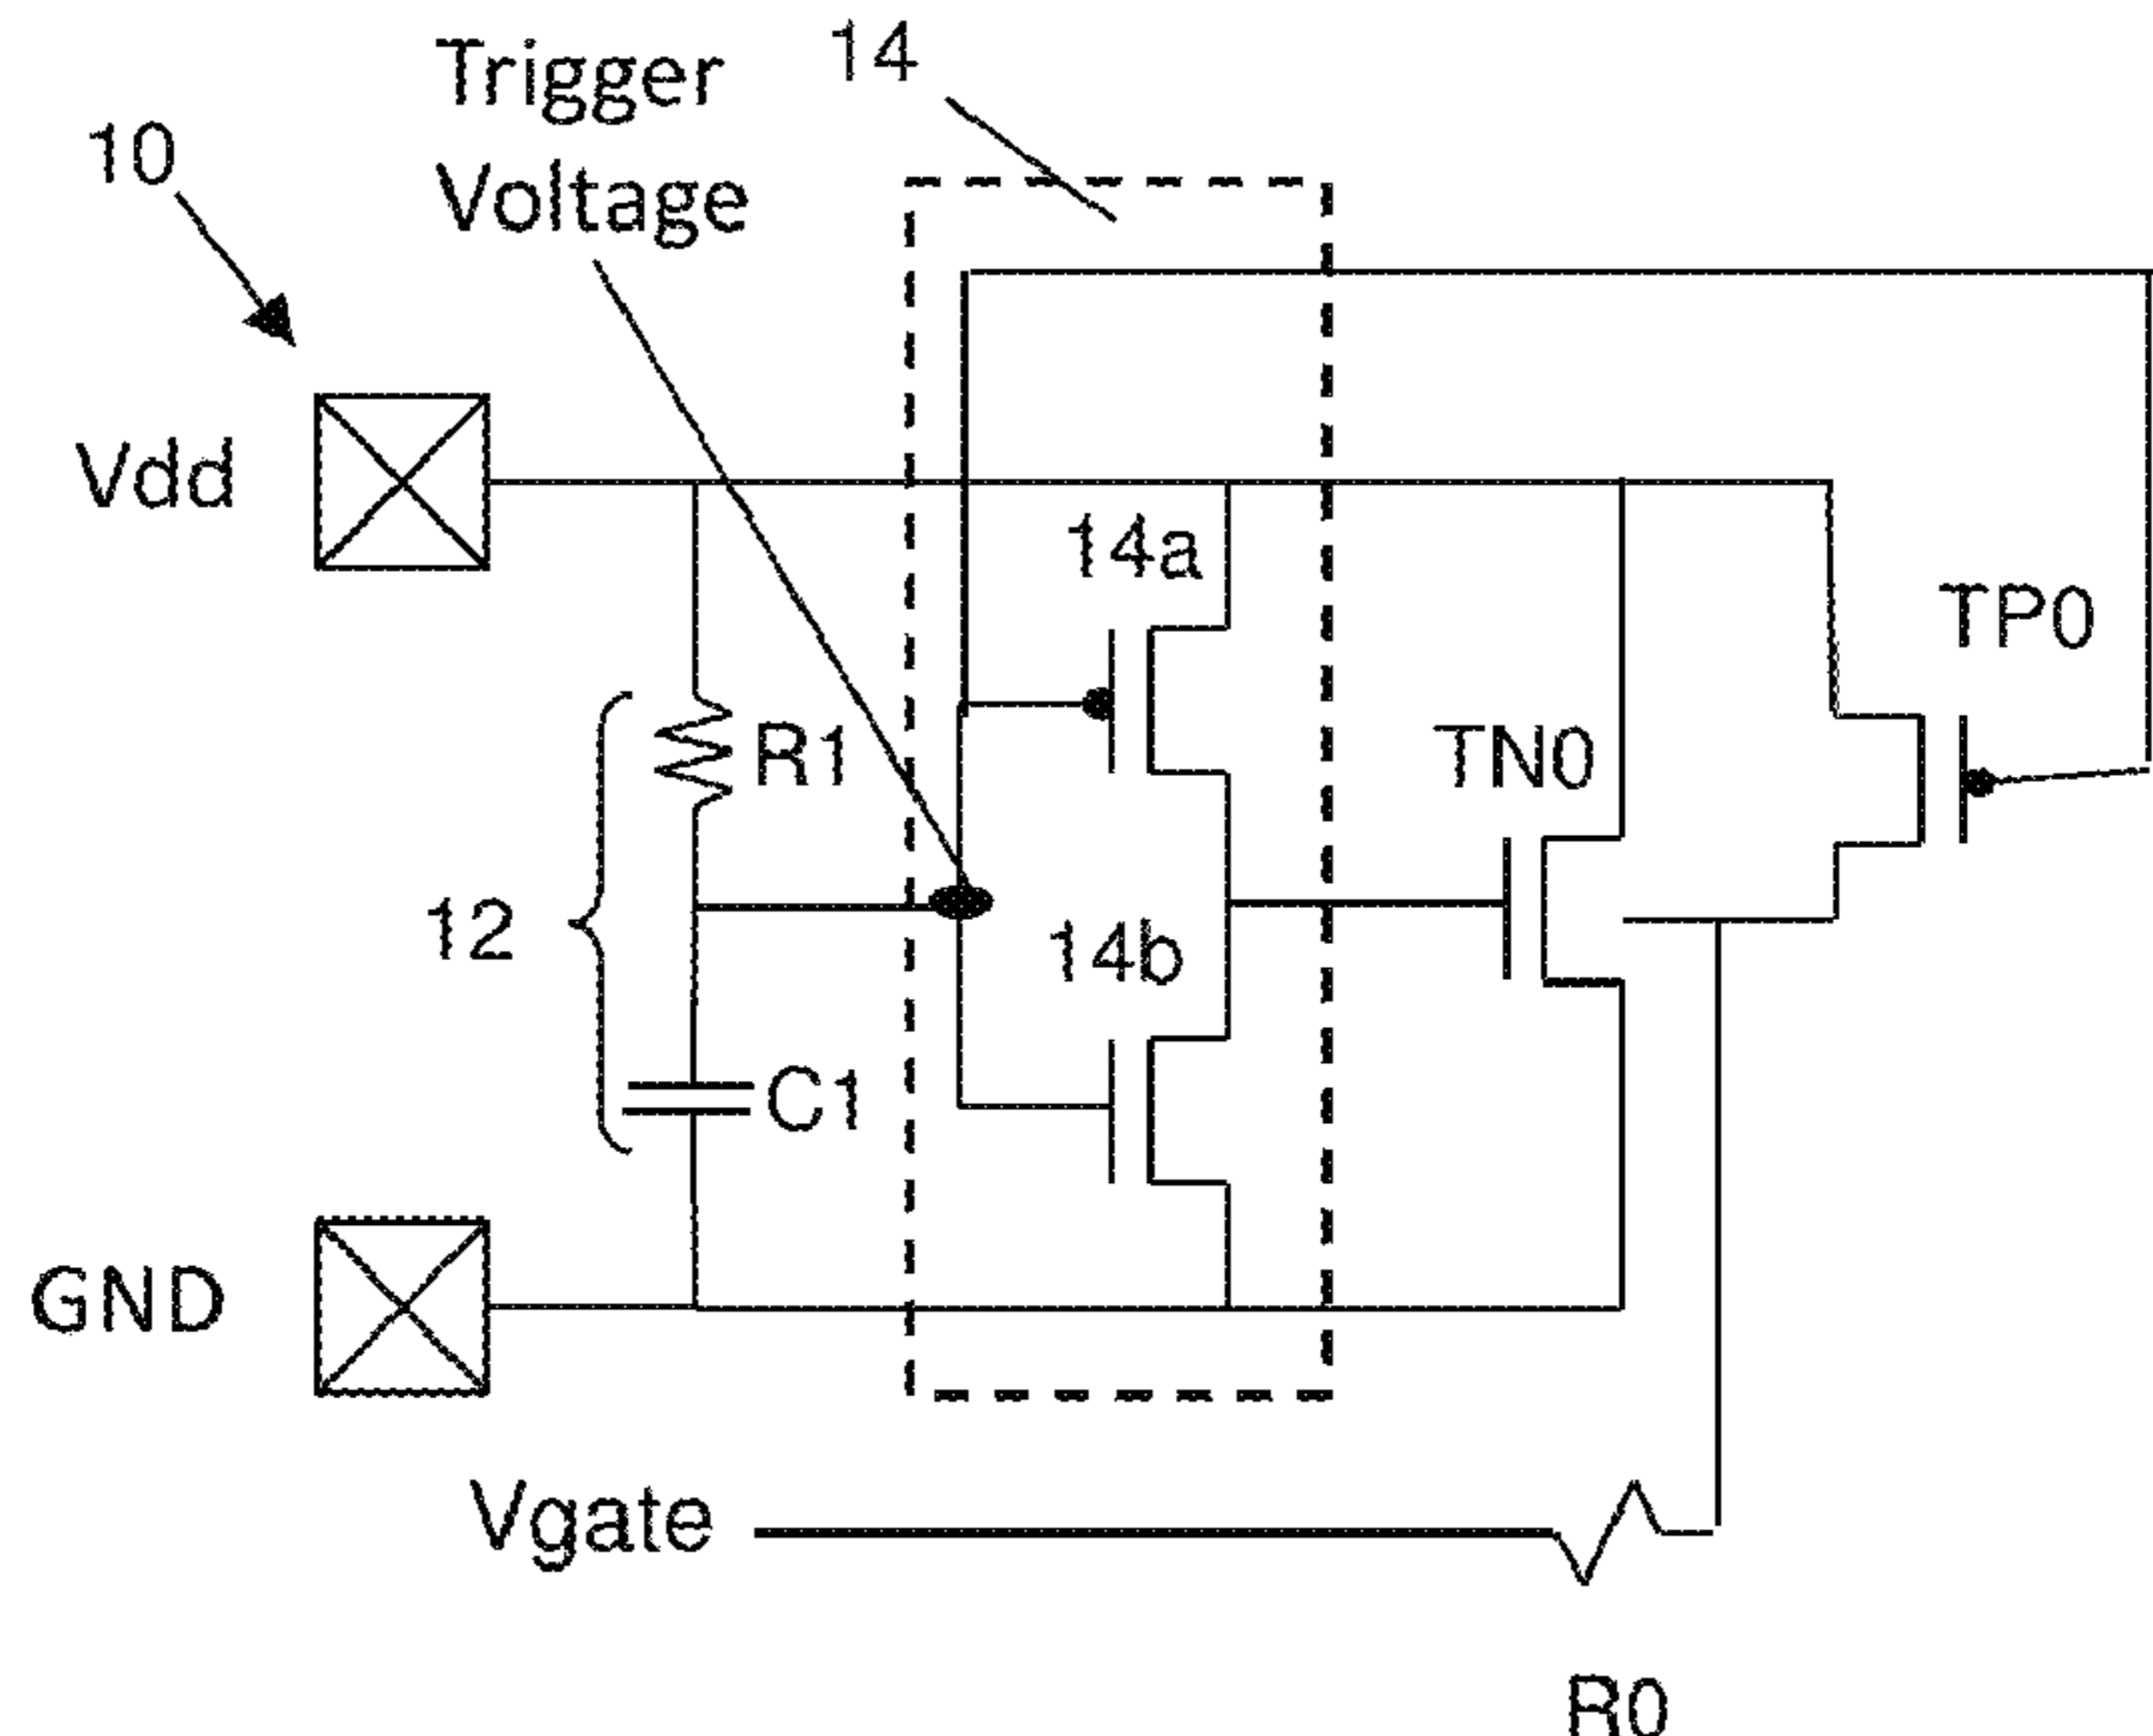 14
Trigger
Voltage
10
Vdd
14a
TP0
R1
TN0
12
14b
C1
GND
Vgate
R0